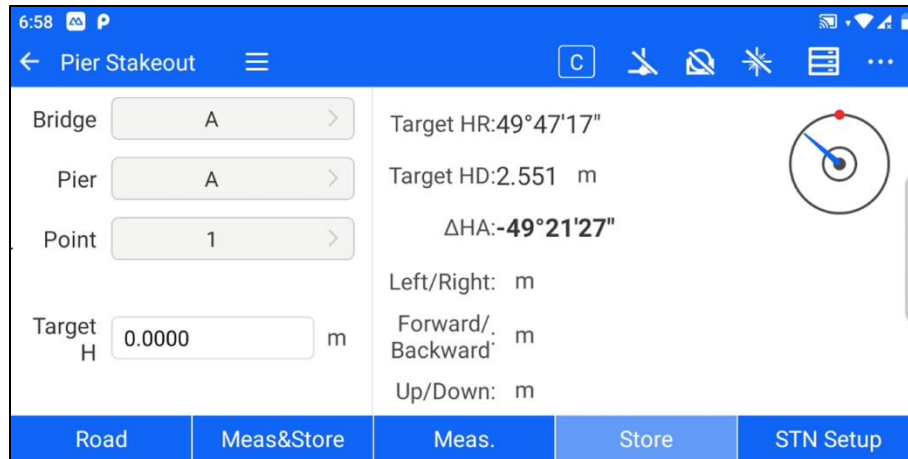 6:58
Pier Stakeout
C
Bridge A
Pier A
Point 1
Target H 0.0000 m
Target HR:49°47'17"
Target HD:2.551 m
ΔHA:-49°21'27"
Left/Right: m
Forward/
Backward: m
Up/Down: m
Road Meas&Store Meas. Store STN Setup